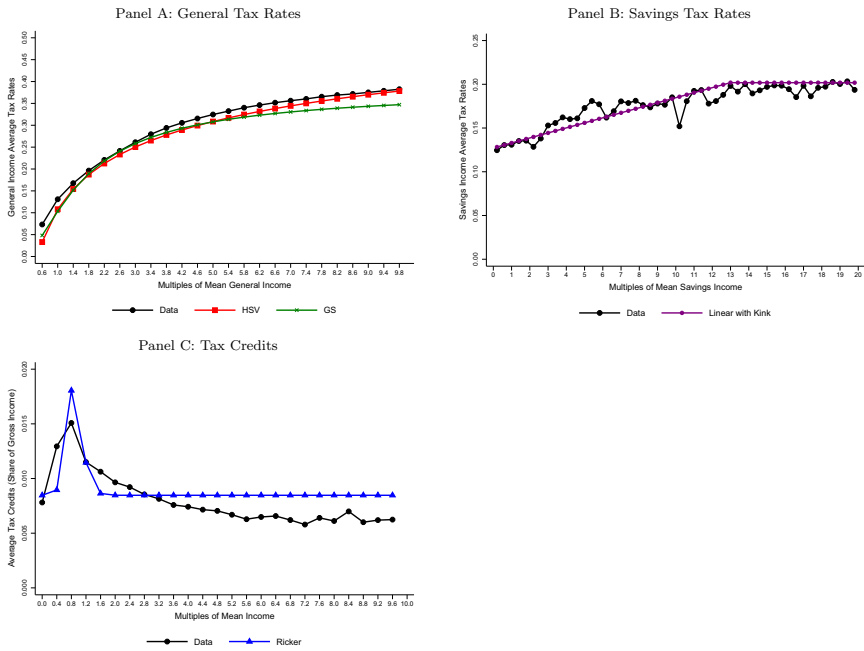 Panel A: General Tax Rates
General Income Average Tax Rates
0.50
0.45
0.40
0.35
0.30
0.25
0.20
0.15
0.10
0.05
0.00
0.6 1.0 1.4 1.8 2.2 2.6 3.0 3.4 3.8 4.2 4.6 5.0 5.4 5.8 6.2 6.6 7.0 7.4 7.8 8.2 8.6 9.0 9.4 9.8
Multiples of Mean General Income
Data HSV GS
Panel B: Savings Tax Rates
Savings Income Average Tax Rates
0.25
0.20
0.15
0.10
0.05
0.00
0 1 2 3 4 5 6 7 8 9 10 11 12 13 14 15 16 17 18 19 20
Multiples of Mean Savings Income
Data Linear with Kink
Panel C: Tax Credits
Average Tax Credits (Share of Gross Income)
0.020
0.015
0.010
0.005
0.000
0.0 0.4 0.8 1.2 1.6 2.0 2.4 2.8 3.2 3.6 4.0 4.4 4.8 5.2 5.6 6.0 6.4 6.8 7.2 7.6 8.0 8.4 8.8 9.2 9.6 10.0
Multiples of Mean Income
Data Ricker